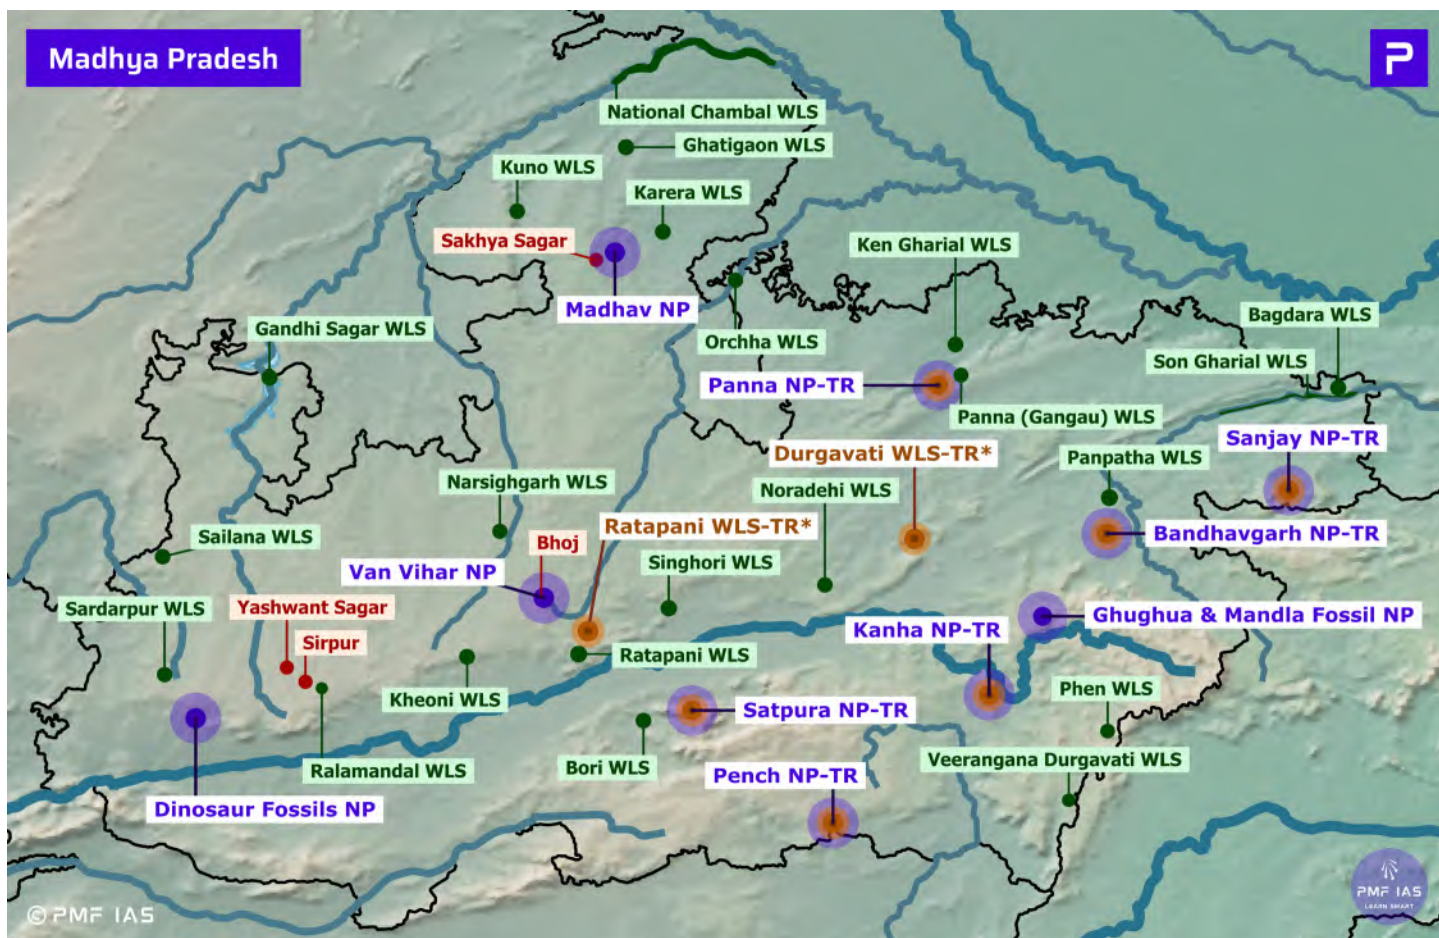 Madhya Pradesh
P
National Chambal WLS
Ghatigaon WLS
Kuno WLS
Karera WLS
Sakhya Sagar
Ken Gharial WLS
Madhav NP
Bagdara WLS
Gandhi Sagar WLS
Orchha WLS
Son Gharial WLS
Panna NP-TR
Panna (Gangau) WLS
Sanjay NP-TR
Durgavati WLS-TR*
Panpatha WLS
Narsighgarh WLS
Noradehi WLS
Ratapani WLS-TR*
Bandhavgarh NP-TR
Sailana WLS
Bhoj
Singhori WLS
Van Vihar NP
Sardarpur WLS
Yashwant Sagar
Ghughua & Mandla Fossil NP
Kanha NP-TR
Sirpur
Ratapani WLS
Phen WLS
Kheoni WLS
Satpura NP-TR
Veerangana Durgavati WLS
Ralamandal WLS
Bori WLS
Pench NP-TR
Dinosaur Fossils NP
© PMF IAS
PMF IAS
LEARN SMART